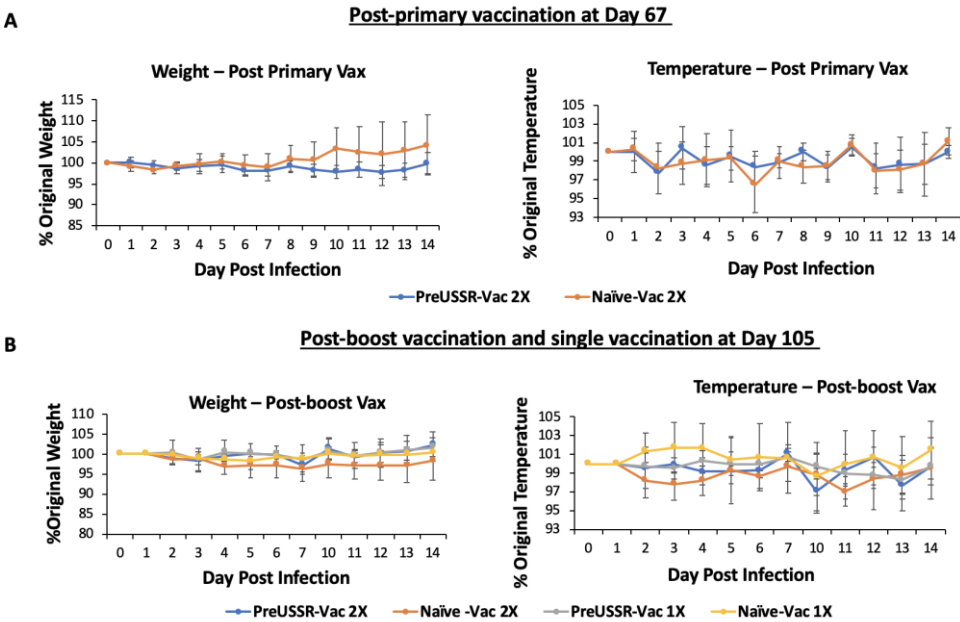 Post-primary vaccination at Day 67
A
Weight – Post Primary Vax
Temperature – Post Primary Vax
% Original Weight
115
110
105
100
95
90
85
0 1 2 3 4 5 6 7 8 9 10 11 12 13 14
Day Post Infection
% Original Temperature
105
103
101
99
97
95
93
0 1 2 3 4 5 6 7 8 9 10 11 12 13 14
Day Post Infection
PreUSSR-Vac 2X Naïve-Vac 2X
Post-boost vaccination and single vaccination at Day 105
B
Weight – Post-boost Vax
Temperature – Post-boost Vax
%Original Weight
110
105
100
95
90
85
80
0 1 2 3 4 5 6 7 10 11 12 13 14
Day Post Infection
% Original Temperature
105
103
101
99
97
95
93
0 1 2 3 4 5 6 7 10 11 12 13 14
Day Post Infection
PreUSSR-Vac 2X Naïve -Vac 2X PreUSSR-Vac 1X Naïve-Vac 1X